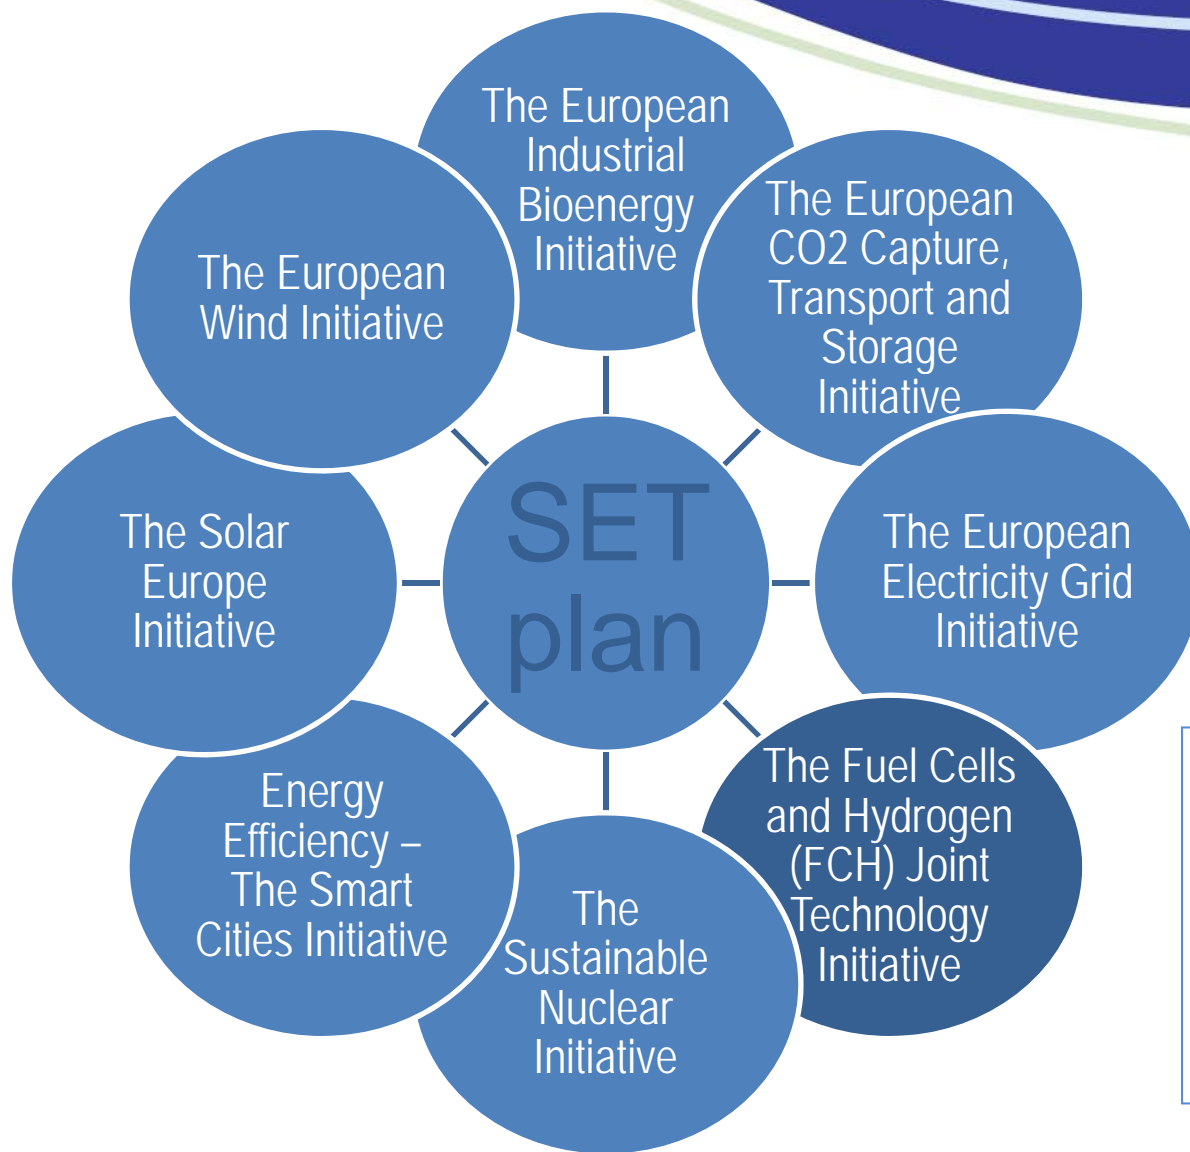 The European
Industrial
Bioenergy
Initiative
The European
CO2 Capture,
Transport and
Storage
Initiative
The European
Electricity Grid
Initiative
The Fuel Cells
and Hydrogen
(FCH) Joint
Technology
Initiative
The
Sustainable
Nuclear
Initiative
Energy
Efficiency –
The Smart
Cities Initiative
The Solar
Europe
Initiative
The European
Wind Initiative
SET
plan